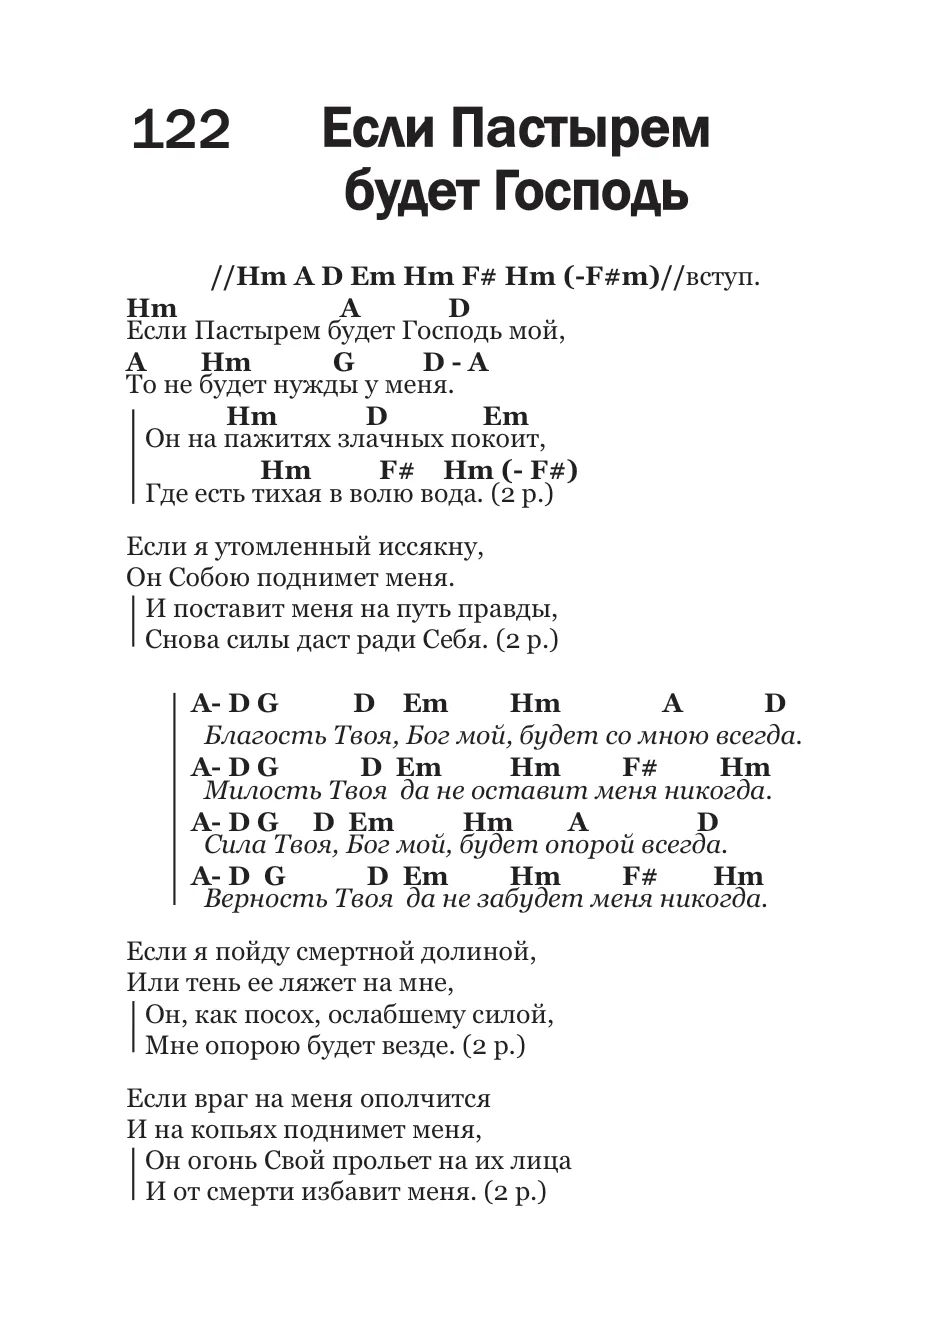 122 Если Пастырем
будет Господь
//Hm A D Em Hm F# Hm (-F#m)//вступ.
Hm A D
Если Пастырем будет Господь мой,
A Hm G D - A
То не будет нужды у меня.
Hm D Em
Он на пажитях злачных покоит,
Hm F# Hm (- F#)
Где есть тихая в волю вода. (2 р.)
Если я утомленный иссякну,
Он Собою поднимет меня.
И поставит меня на путь правды,
Снова силы даст ради Себя. (2 р.)
A- D G D Em Hm A D
Благость Твоя, Бог мой, будет со мною всегда.
A- D G D Em Hm F# Hm
Милость Твоя да не оставит меня никогда.
A- D G D Em Hm A D
Сила Твоя, Бог мой, будет опорой всегда.
A- D G D Em Hm F# Hm
Верность Твоя да не забудет меня никогда.
Если я пойду смертной долиной,
Или тень ее ляжет на мне,
Он, как посох, ослабшему силой,
Мне опорою будет везде. (2 р.)
Если враг на меня ополчится
И на копьях поднимет меня,
Он огонь Свой прольет на их лица
И от смерти избавит меня. (2 р.)